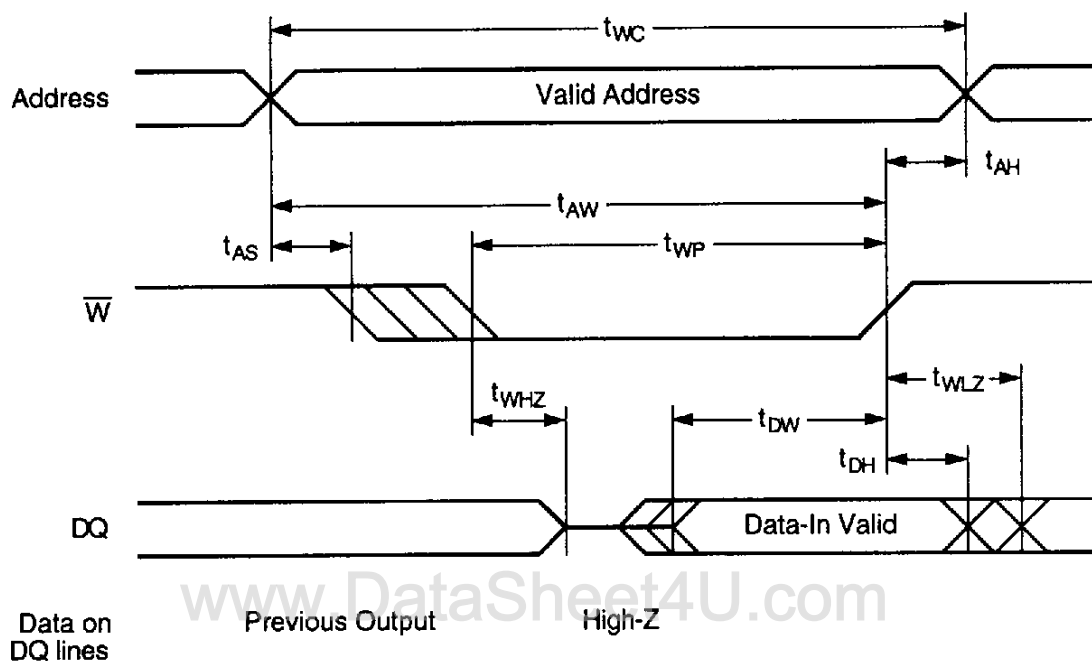 tWC
Address
Valid Address
tAH
tAW
tAS
tWP
W̅
tWLZ
tWHZ
tDW
tDH
DQ
Data-In Valid
www.DataSheet4U.com
Data on
DQ lines
Previous Output
High-Z